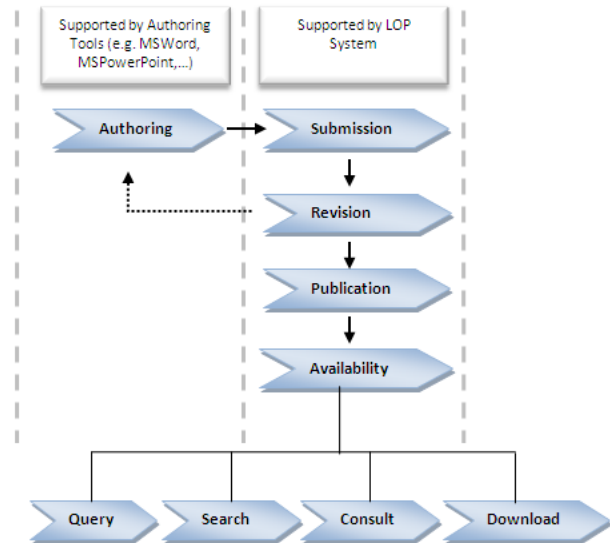 Supported by Authoring
Tools (e.g. MSWord,
MSPowerPoint,...)
Supported by LOP
System
Authoring
Submission
Revision
Publication
Availability
Query
Search
Consult
Download